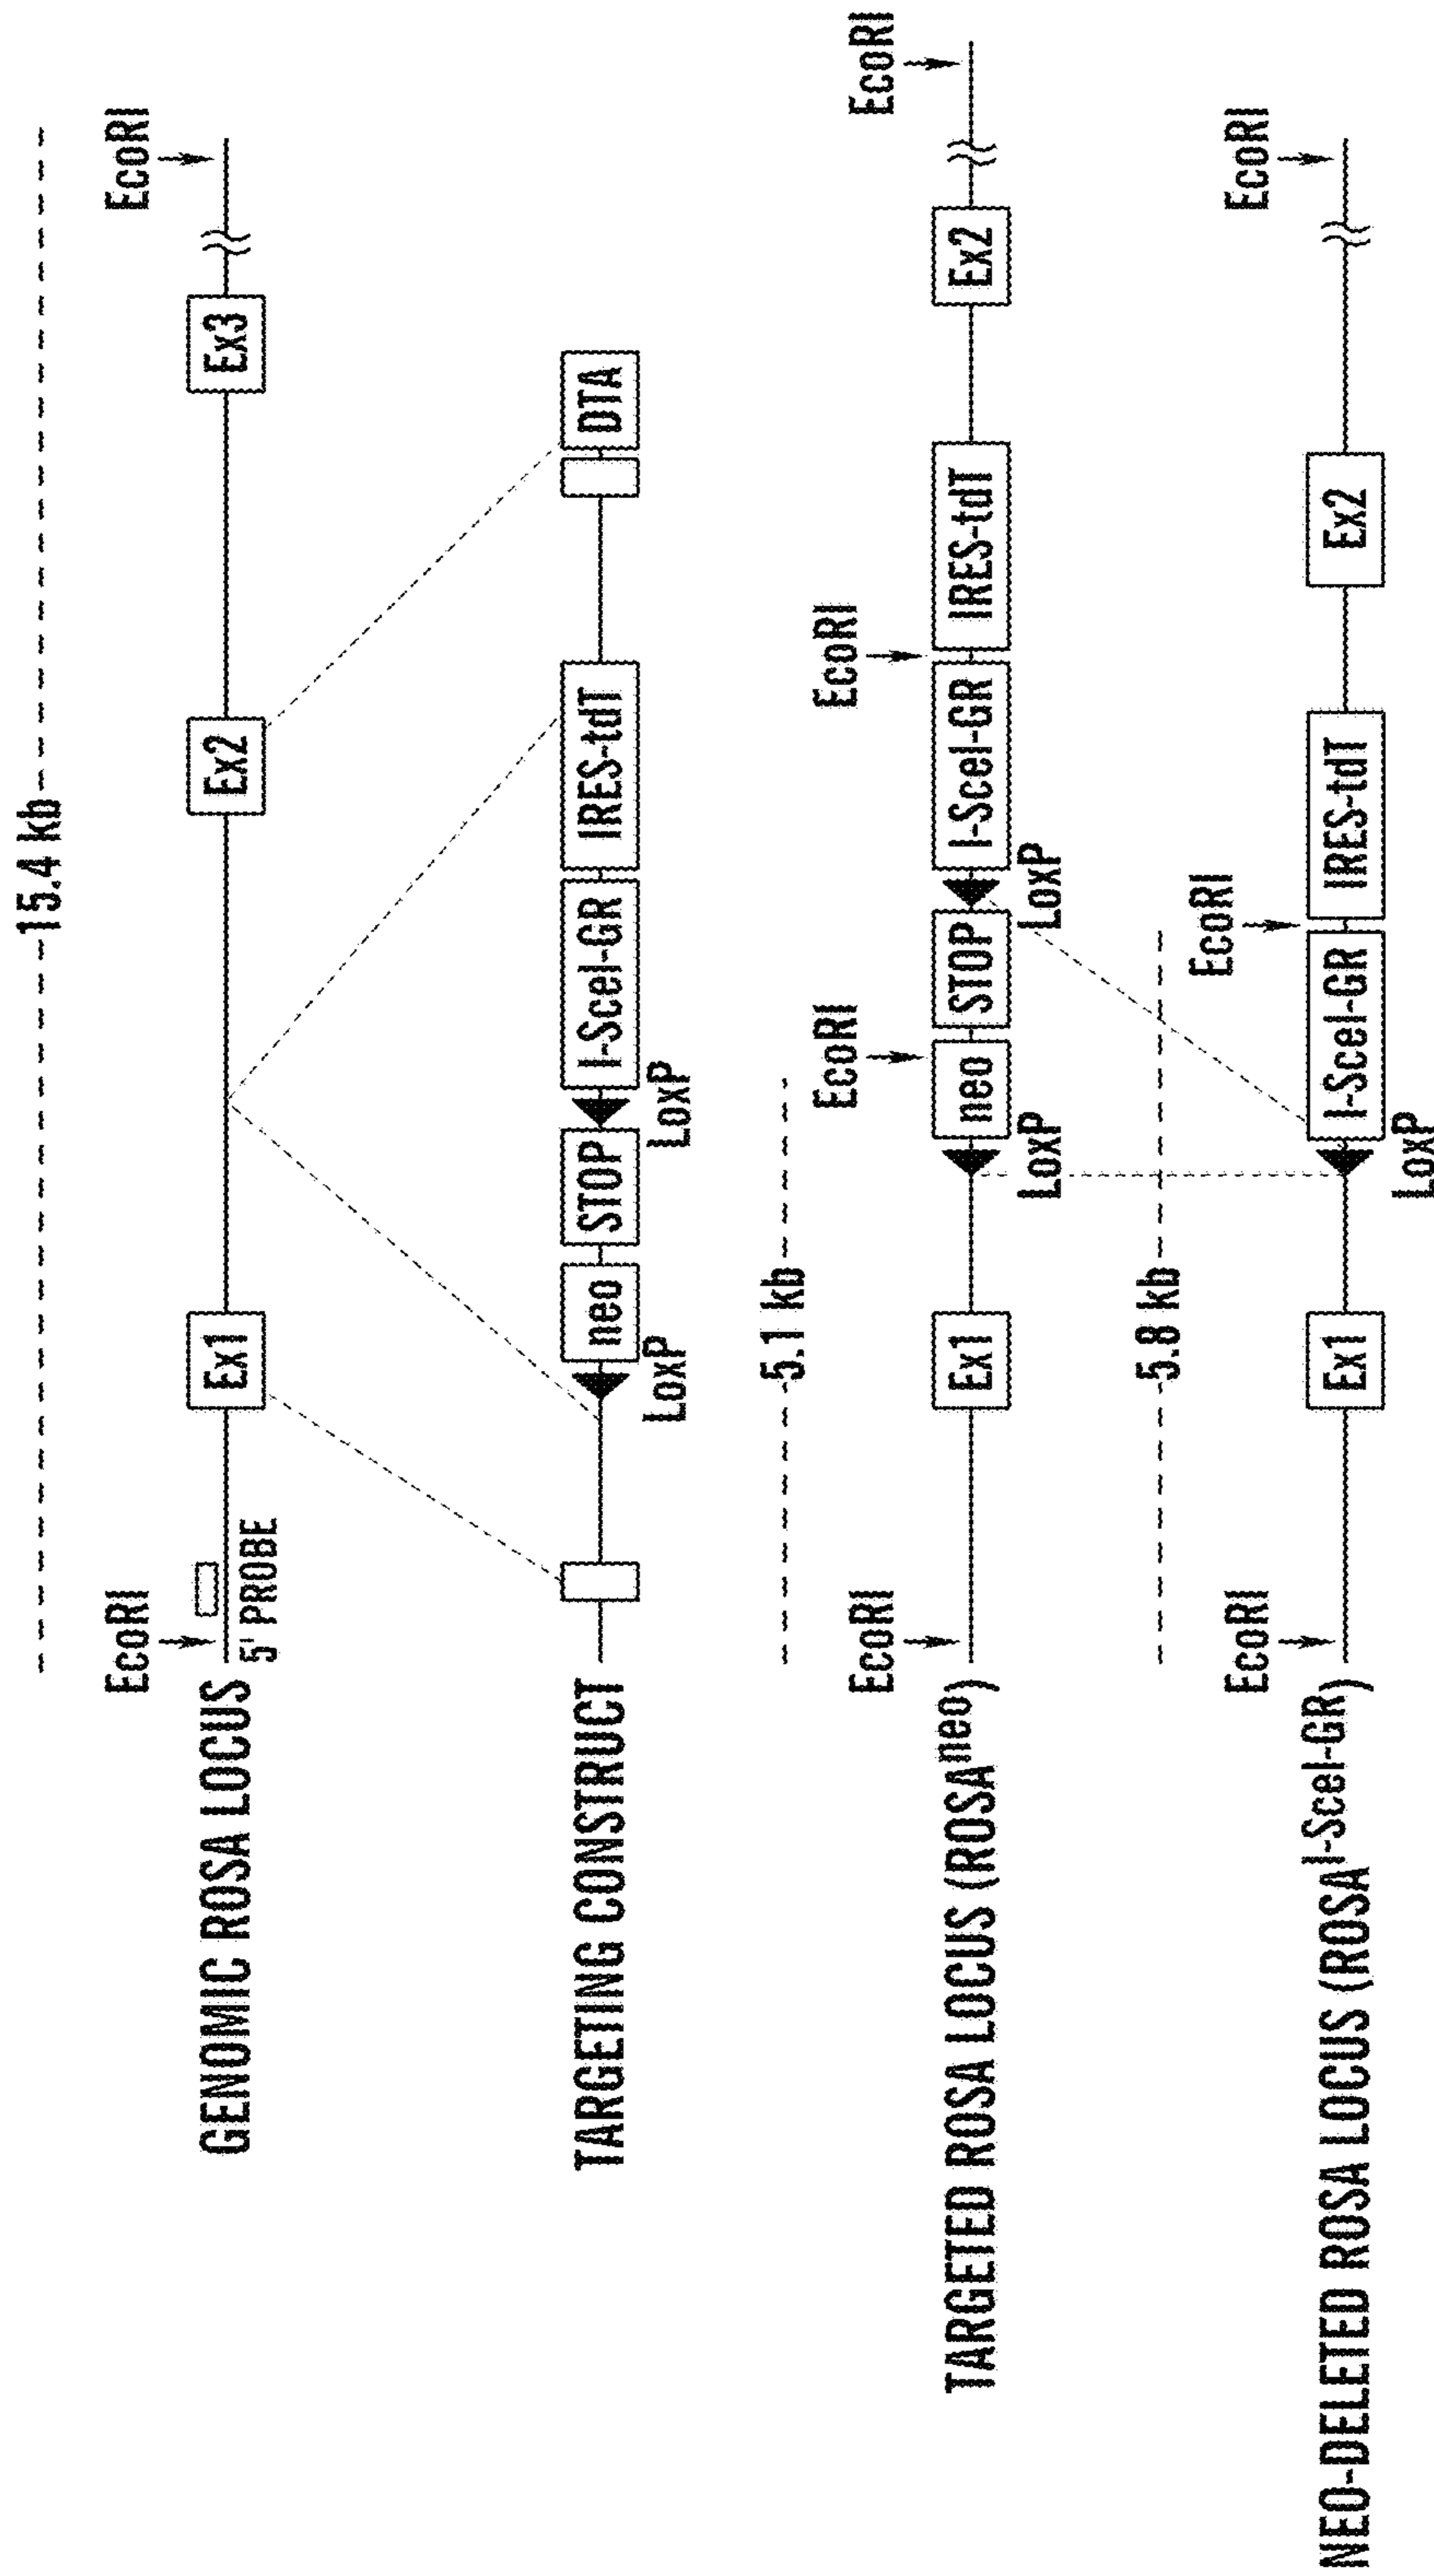 15.4 kb
EcoRI EcoRI
GENOMIC ROSA LOCUS Ex1 Ex2 Ex3
5' PROBE
TARGETING CONSTRUCT neo STOP I-SceI-GR IRES-tdT DTA
LoxP LoxP
5.1 kb
EcoRI EcoRI EcoRI EcoRI
TARGETED ROSA LOCUS (ROSAneo) Ex1 neo STOP I-SceI-GR IRES-tdT Ex2
LoxP LoxP
5.8 kb
EcoRI EcoRI EcoRI
NEO-DELETED ROSA LOCUS (ROSAI-SceI-GR) Ex1 I-SceI-GR IRES-tdT Ex2
LoxP